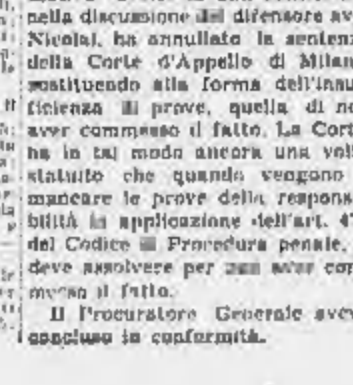 nella discussione del difensore av
Nicolai, ha annullato la sentenz
della Corte d'Appello di Milan
sostituendo alla forma dell'insu
ficienza di prove, quella di no
aver commesso il fatto. La Cort
ha in tal modo ancora una vol
statuito che quando vengono
mancare le prove della respons
bilità in applicazione dell'art. 4
del Codice di Procedura penale,
deve assolvere per non aver co
messo il fatto.
Il Procuratore Generale avev
concluso in conformità.